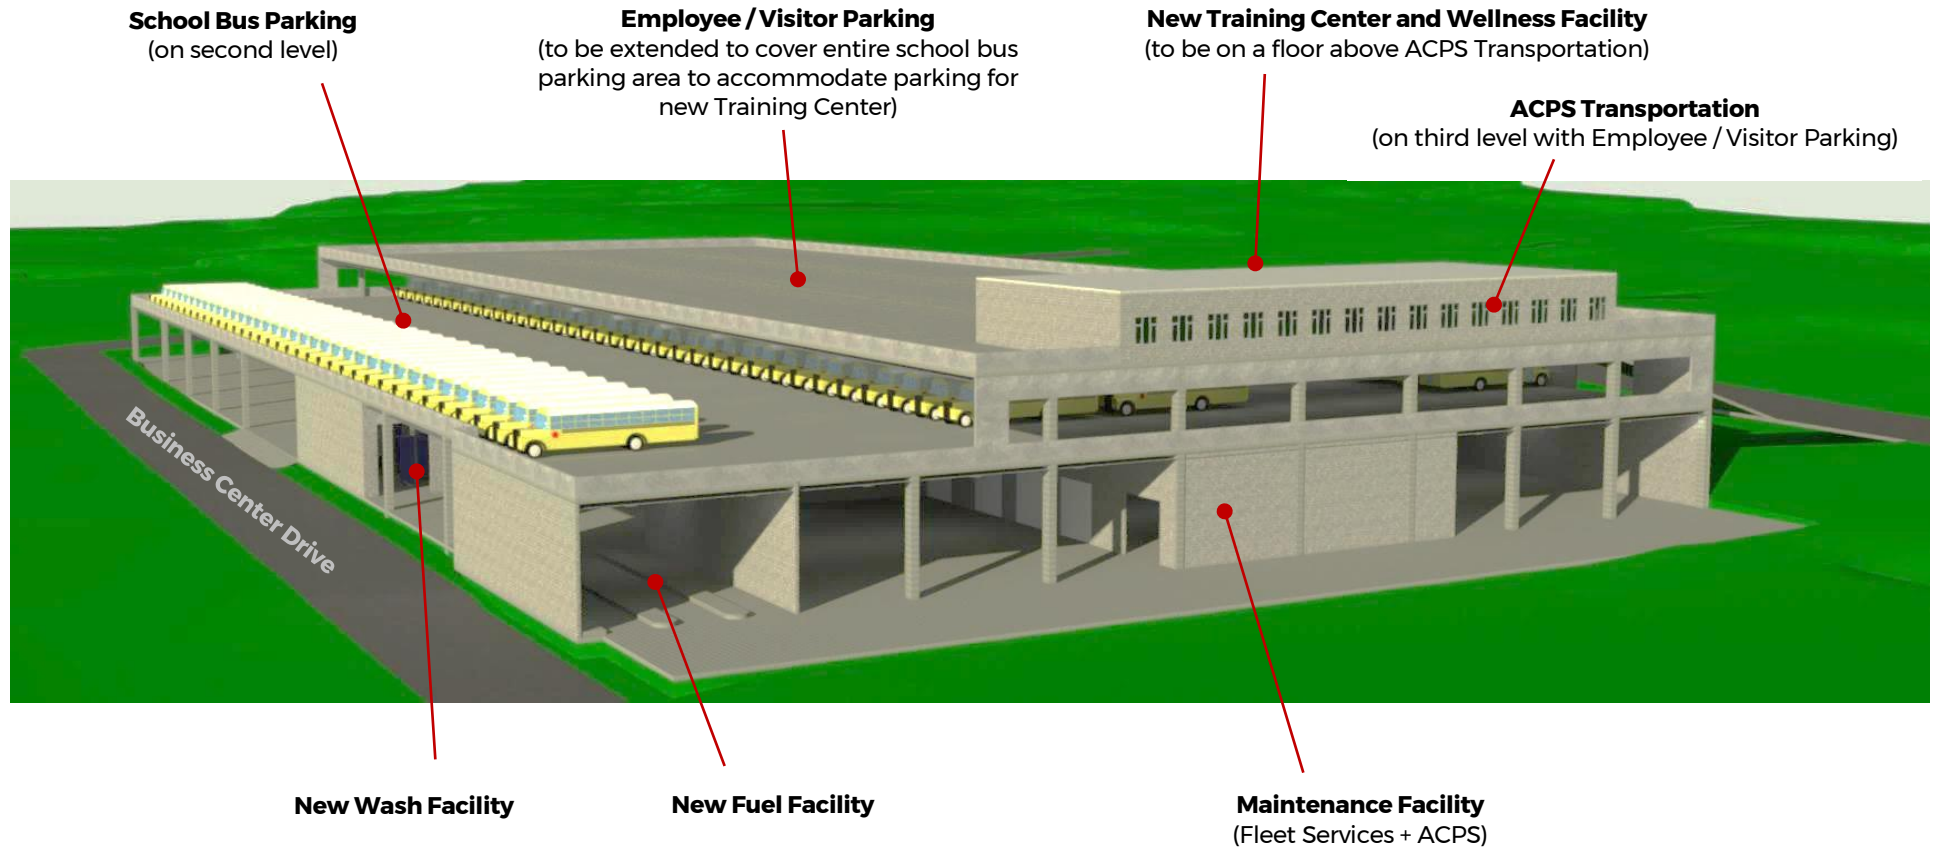 School Bus Parking
(on second level)
Employee / Visitor Parking
(to be extended to cover entire school bus
parking area to accommodate parking for
new Training Center)
New Training Center and Wellness Facility
(to be on a floor above ACPS Transportation)
ACPS Transportation
(on third level with Employee / Visitor Parking)
Business Center Drive
New Wash Facility
New Fuel Facility
Maintenance Facility
(Fleet Services + ACPS)